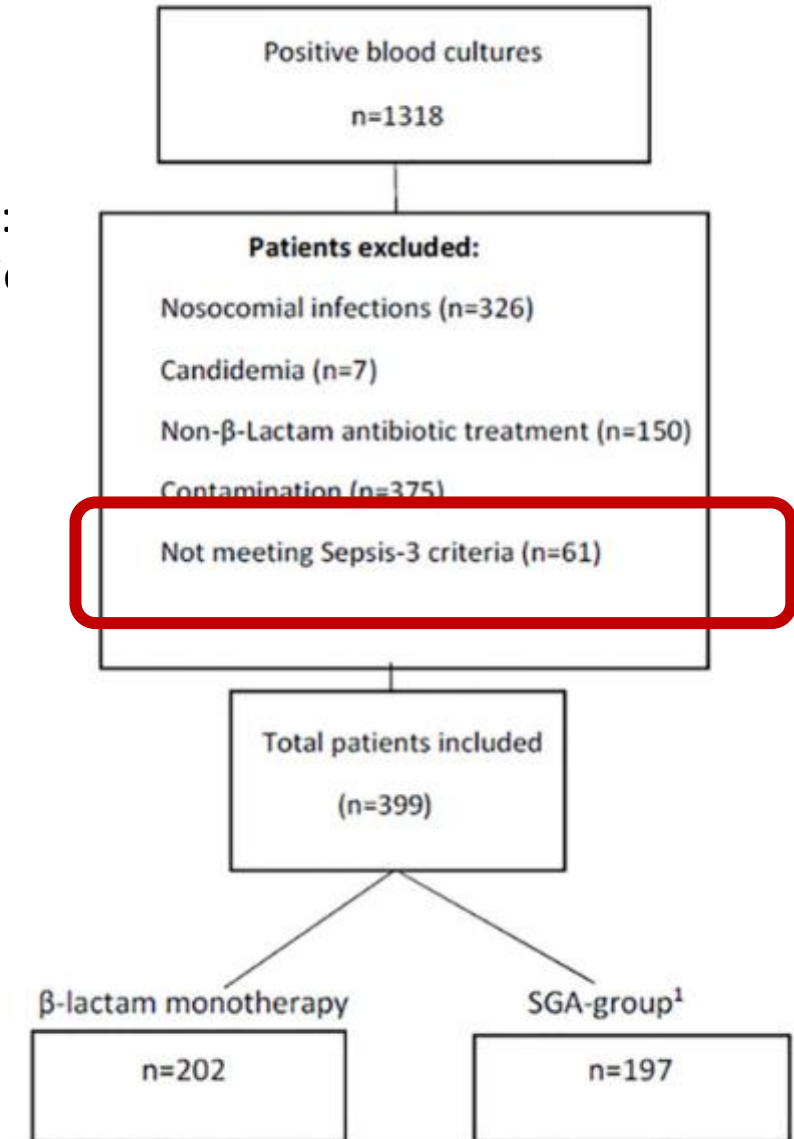 Positive blood cultures
n=1318
:
Patients excluded:
Nosocomial infections (n=326)
Candidemia (n=7)
Non-β-Lactam antibiotic treatment (n=150)
Contamination (n=375)
Not meeting Sepsis-3 criteria (n=61)
Total patients included
(n=399)
β-lactam monotherapy
SGA-group¹
n=202
n=197